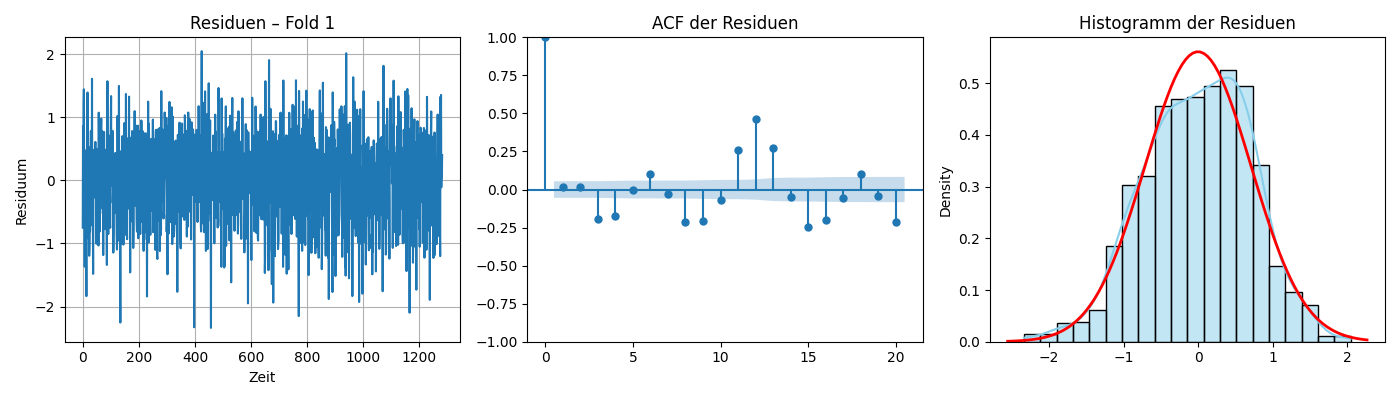 Residuen – Fold 1
Residuum
2
1
0
−1
−2
0 200 400 600 800 1000 1200
Zeit
ACF der Residuen
1.00
0.75
0.50
0.25
0.00
−0.25
−0.50
−0.75
−1.00
0 5 10 15 20
Histogramm der Residuen
Density
0.5
0.4
0.3
0.2
0.1
0.0
−2 −1 0 1 2